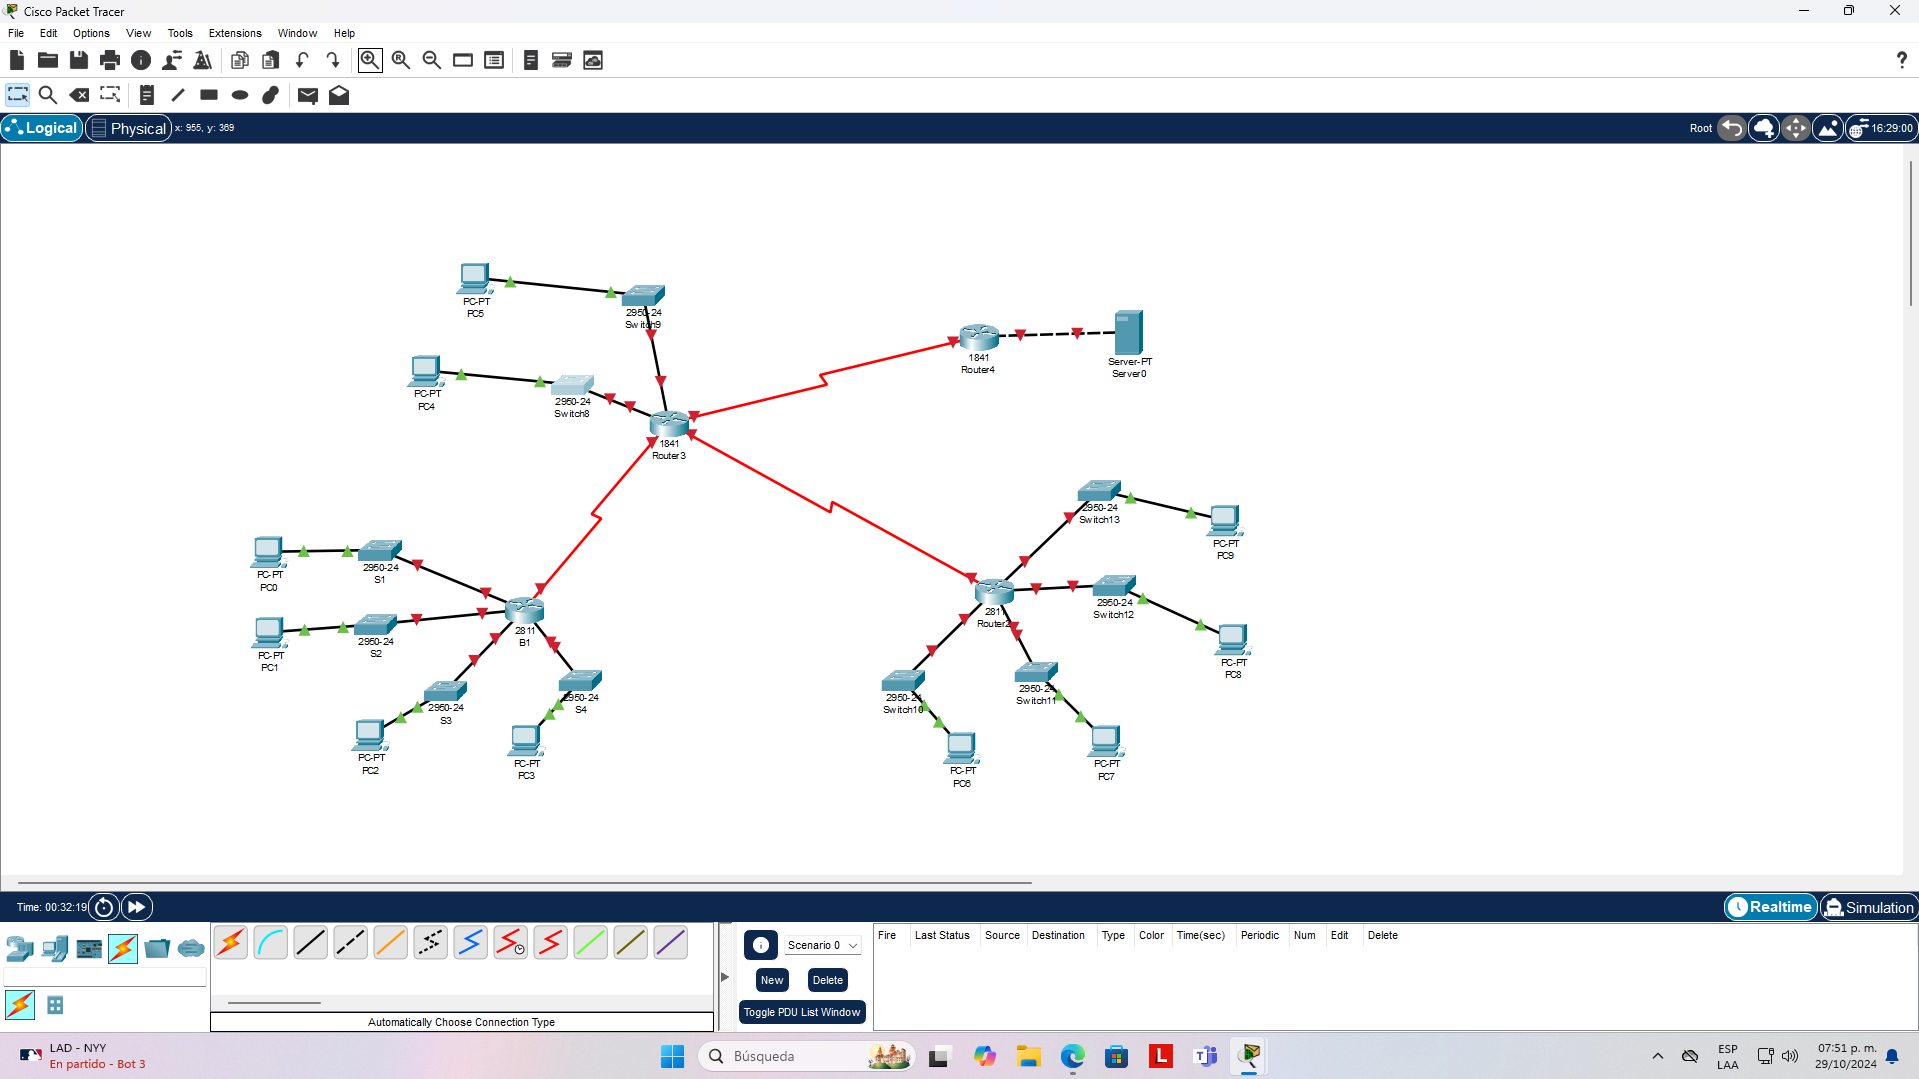 Cisco Packet Tracer
File Edit Options View Tools Extensions Window Help
?
Logical Physical x: 955, y: 369 Root 16:29:00
PC-PT
PC5
2950-24
Switch9
PC-PT
PC4
2950-24
Switch8
1841
Router3
1841
Router4
Server-PT
Server0
2950-24
Switch13
PC-PT
PC9
PC-PT
PC0
2950-24
S1
PC-PT
PC1
2950-24
S2
2811
B1
2811
Router2
2950-24
Switch12
PC-PT
PC8
2950-24
S3
2950-24
S4
PC-PT
PC2
PC-PT
PC3
2950-24
Switch10
2950-24
Switch11
PC-PT
PC6
PC-PT
PC7
Time: 00:32:19 Realtime Simulation
Scenario 0
New Delete
Toggle PDU List Window
Fire Last Status Source Destination Type Color Time(sec) Periodic Num Edit Delete
Automatically Choose Connection Type
LAD - NYY
En partido - Bot 3
Búsqueda
L
T
ESP
LAA
07:51 p. m.
29/10/2024